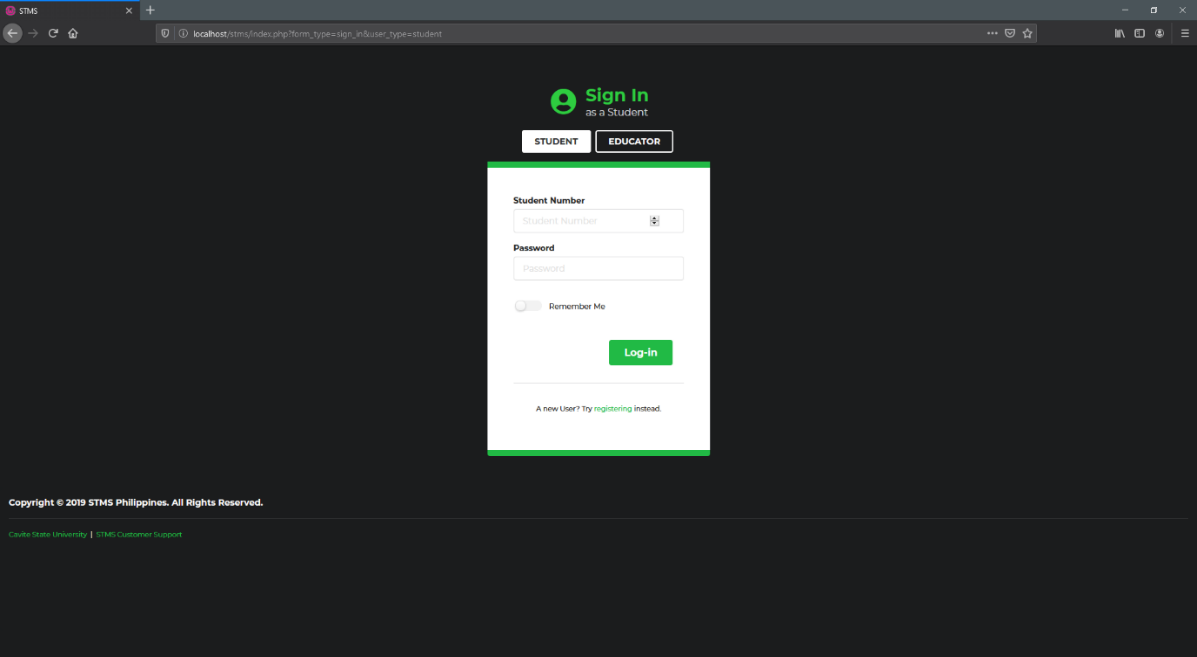 STMS
localhost/stms/index.php?form_type=sign_in&user_type=student
Sign In
as a Student
STUDENT EDUCATOR
Student Number
Student Number
Password
Password
Remember Me
Log-in
A new User? Try registering instead.
Copyright © 2019 STMS Philippines. All Rights Reserved.
Cavite State University | STMS Customer Support